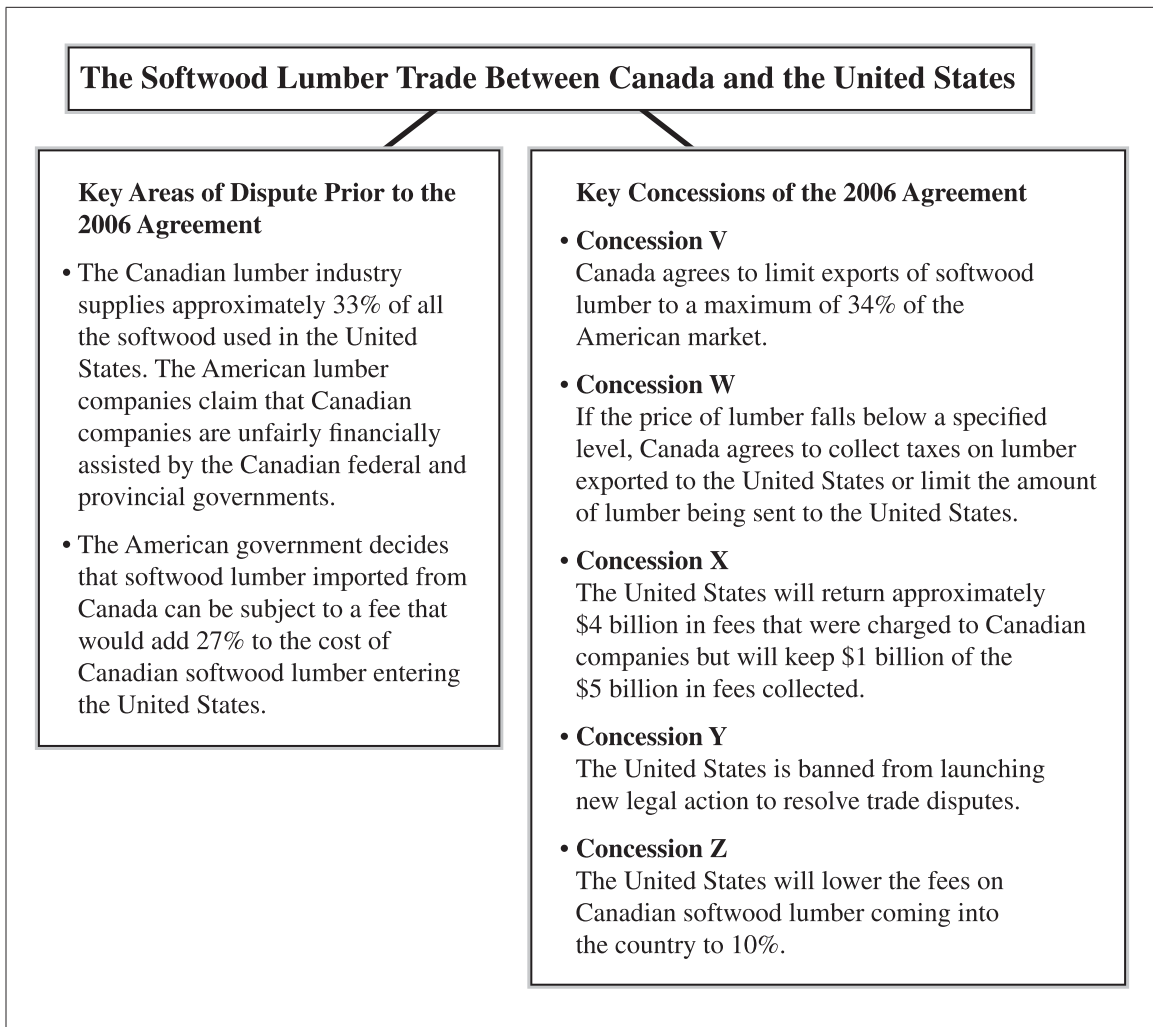 The Softwood Lumber Trade Between Canada and the United States
Key Areas of Dispute Prior to the
2006 Agreement
• The Canadian lumber industry
supplies approximately 33% of all
the softwood used in the United
States. The American lumber
companies claim that Canadian
companies are unfairly financially
assisted by the Canadian federal and
provincial governments.
• The American government decides
that softwood lumber imported from
Canada can be subject to a fee that
would add 27% to the cost of
Canadian softwood lumber entering
the United States.
Key Concessions of the 2006 Agreement
• Concession V
Canada agrees to limit exports of softwood
lumber to a maximum of 34% of the
American market.
• Concession W
If the price of lumber falls below a specified
level, Canada agrees to collect taxes on lumber
exported to the United States or limit the amount
of lumber being sent to the United States.
• Concession X
The United States will return approximately
$4 billion in fees that were charged to Canadian
companies but will keep $1 billion of the
$5 billion in fees collected.
• Concession Y
The United States is banned from launching
new legal action to resolve trade disputes.
• Concession Z
The United States will lower the fees on
Canadian softwood lumber coming into
the country to 10%.